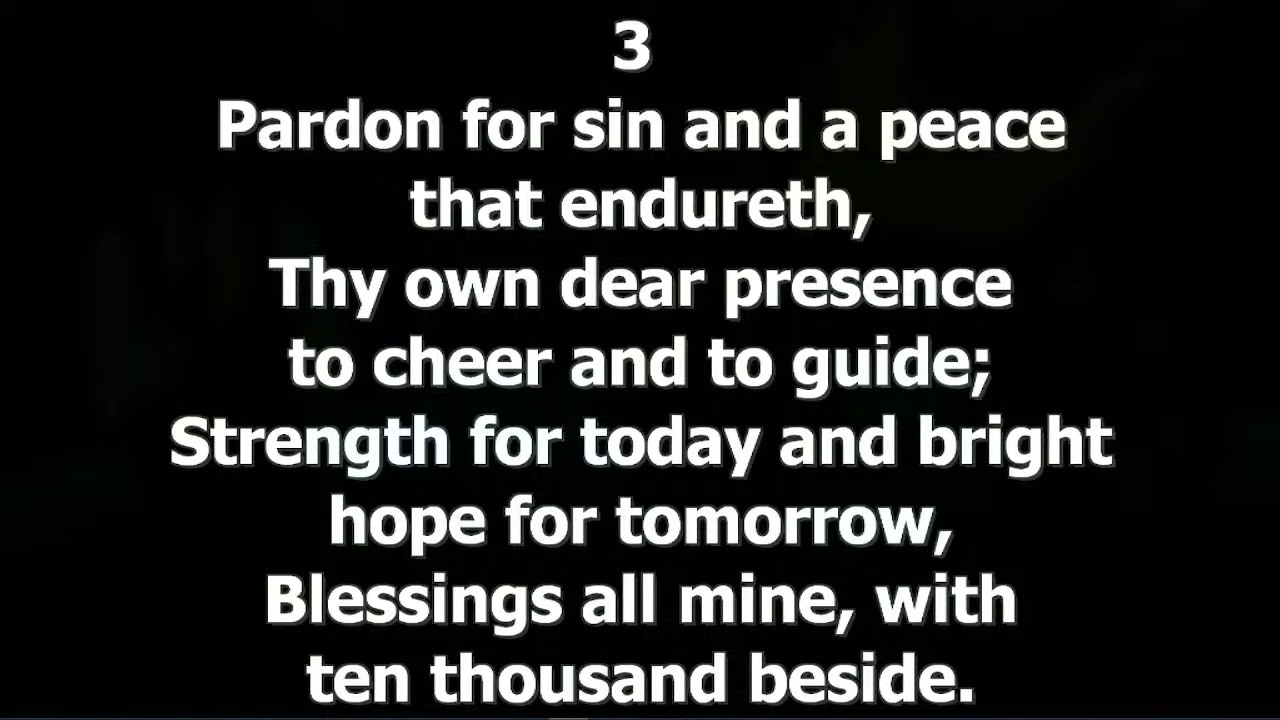 3
Pardon for sin and a peace
that endureth,
Thy own dear presence
to cheer and to guide;
Strength for today and bright
hope for tomorrow,
Blessings all mine, with
ten thousand beside.